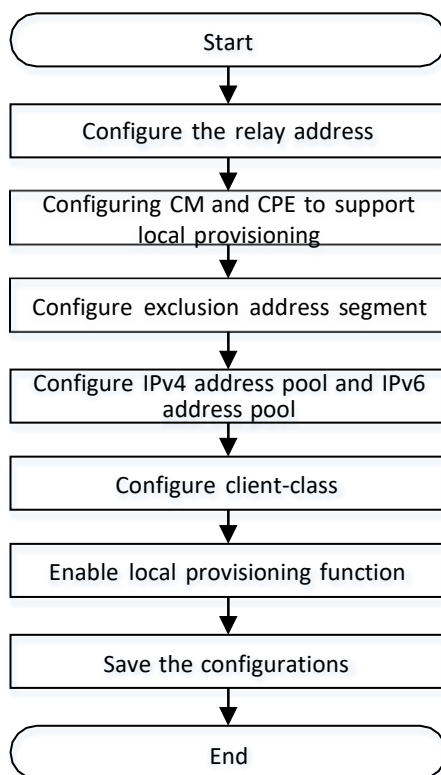 Start
Configure the relay address
Configuring CM and CPE to support
local provisioning
Configure exclusion address segment
Configure IPv4 address pool and IPv6
address pool
Configure client-class
Enable local provisioning function
Save the configurations
End